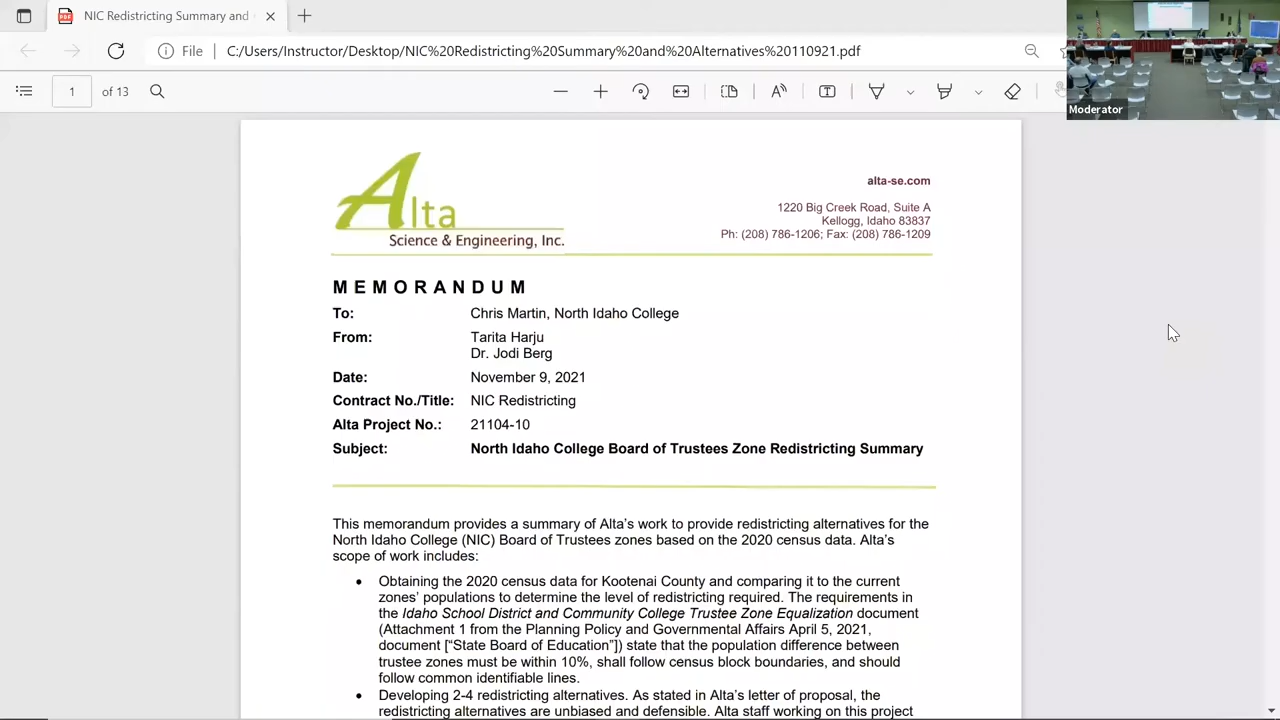 NIC Redistricting Summary and
File
C:/Users/Instructor/Desktop/NIC%20Redistricting%20Summary%20and%20Alternatives%20110921.pdf
1 of 13
Moderator
Alta
Science & Engineering, Inc.
alta-se.com
1220 Big Creek Road, Suite A
Kellogg, Idaho 83837
Ph: (208) 786-1206; Fax: (208) 786-1209
MEMORANDUM
To: Chris Martin, North Idaho College
From: Tarita Harju
Dr. Jodi Berg
Date: November 9, 2021
Contract No./Title: NIC Redistricting
Alta Project No.: 21104-10
Subject: North Idaho College Board of Trustees Zone Redistricting Summary
This memorandum provides a summary of Alta's work to provide redistricting alternatives for the
North Idaho College (NIC) Board of Trustees zones based on the 2020 census data. Alta's
scope of work includes:
• Obtaining the 2020 census data for Kootenai County and comparing it to the current
zones' populations to determine the level of redistricting required. The requirements in
the Idaho School District and Community College Trustee Zone Equalization document
(Attachment 1 from the Planning Policy and Governmental Affairs April 5, 2021,
document ["State Board of Education"]) state that the population difference between
trustee zones must be within 10%, shall follow census block boundaries, and should
follow common identifiable lines.
• Developing 2-4 redistricting alternatives. As stated in Alta's letter of proposal, the
redistricting alternatives are unbiased and defensible. Alta staff working on this project